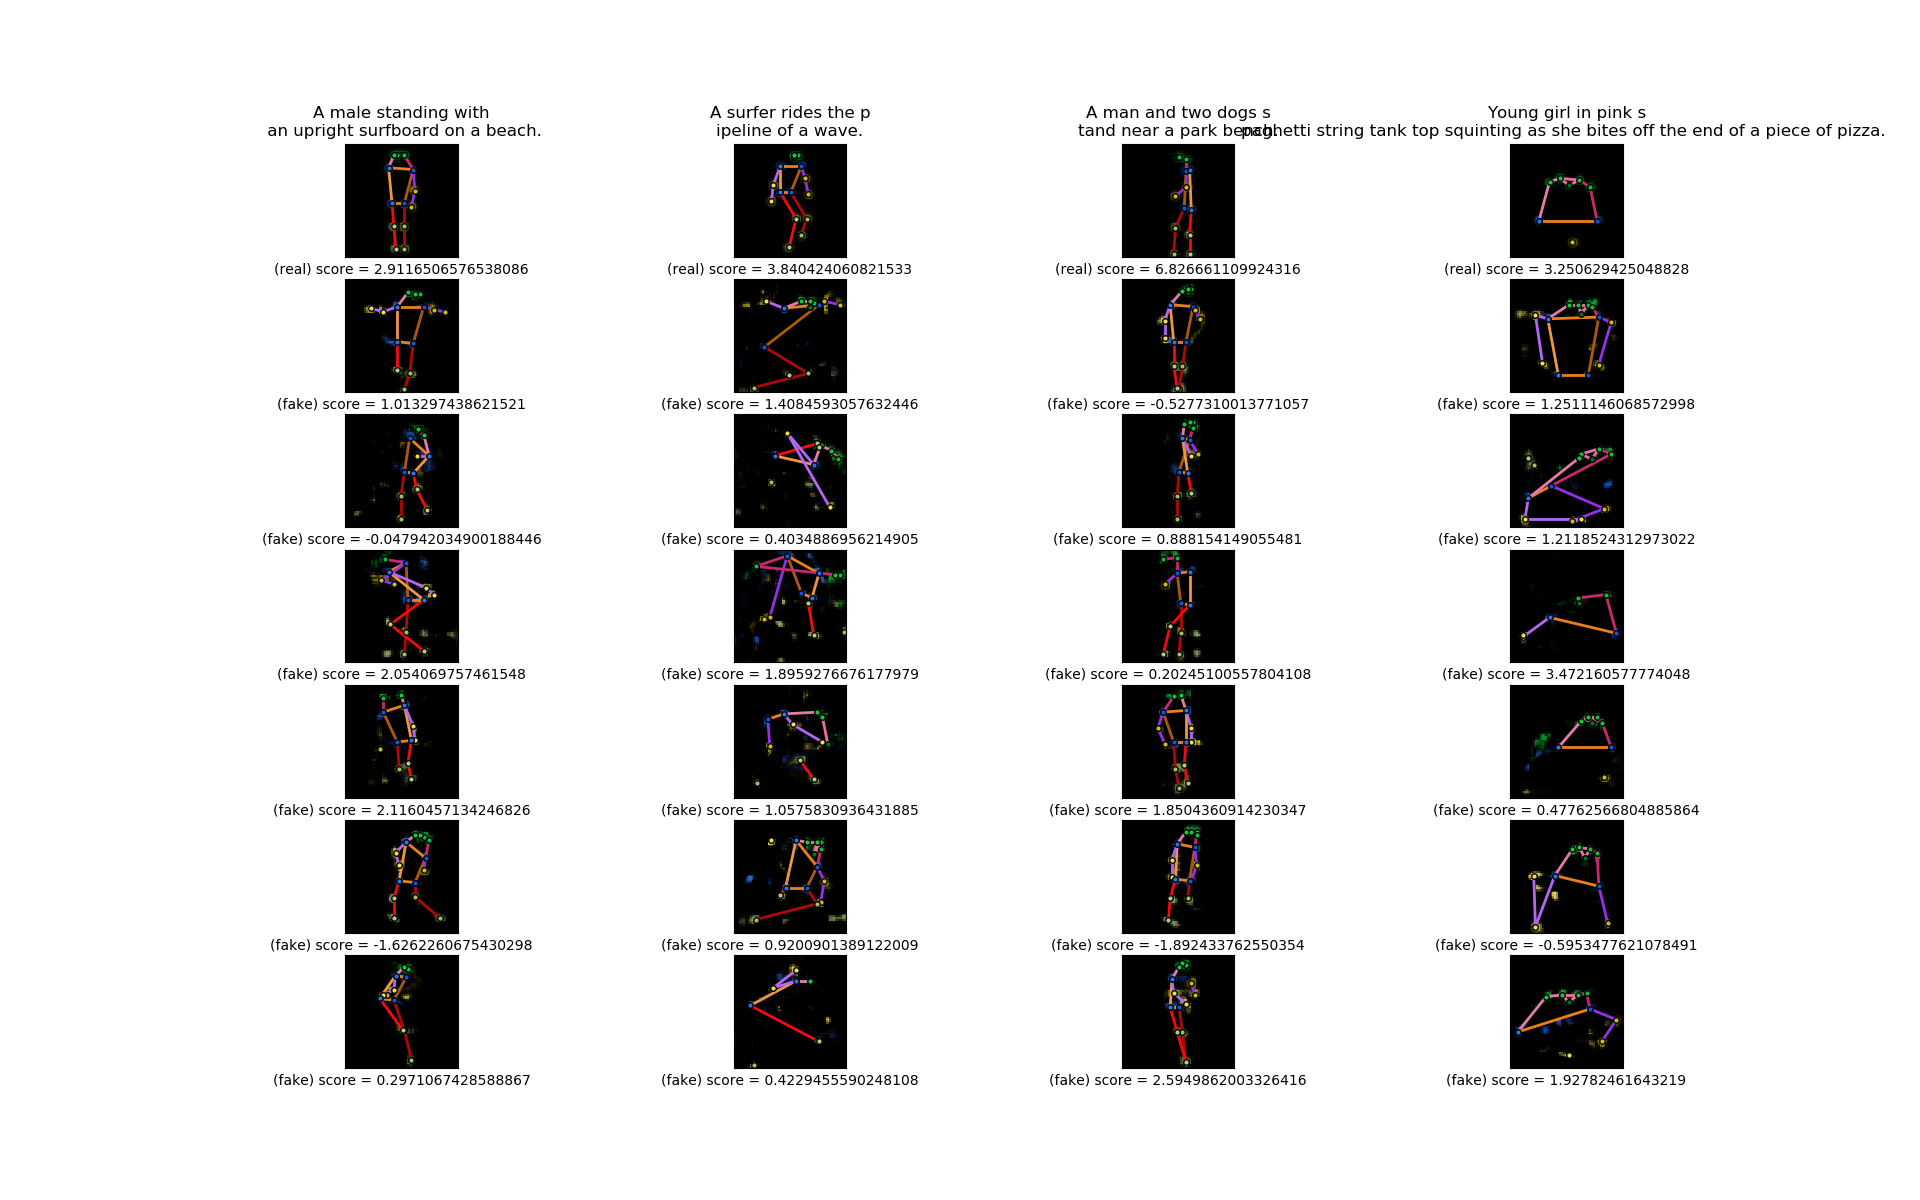 A male standing with
an upright surfboard on a beach.
A surfer rides the p
ipeline of a wave.
A man and two dogs s
tand near a park bench.
Young girl in pink s
paghetti string tank top squinting as she bites off the end of a piece of pizza.
(real) score = 2.9116506576538086
(real) score = 3.840424060821533
(real) score = 6.826661109924316
(real) score = 3.250629425048828
(fake) score = 1.013297438621521
(fake) score = 1.4084593057632446
(fake) score = -0.5277310013771057
(fake) score = 1.2511146068572998
(fake) score = -0.047942034900188446
(fake) score = 0.4034886956214905
(fake) score = 0.888154149055481
(fake) score = 1.2118524312973022
(fake) score = 2.054069757461548
(fake) score = 1.8959276676177979
(fake) score = 0.20245100557804108
(fake) score = 3.472160577774048
(fake) score = 2.1160457134246826
(fake) score = 1.0575830936431885
(fake) score = 1.8504360914230347
(fake) score = 0.47762566804885864
(fake) score = -1.6262260675430298
(fake) score = 0.9200901389122009
(fake) score = -1.892433762550354
(fake) score = -0.5953477621078491
(fake) score = 0.2971067428588867
(fake) score = 0.4229455590248108
(fake) score = 2.5949862003326416
(fake) score = 1.92782461643219